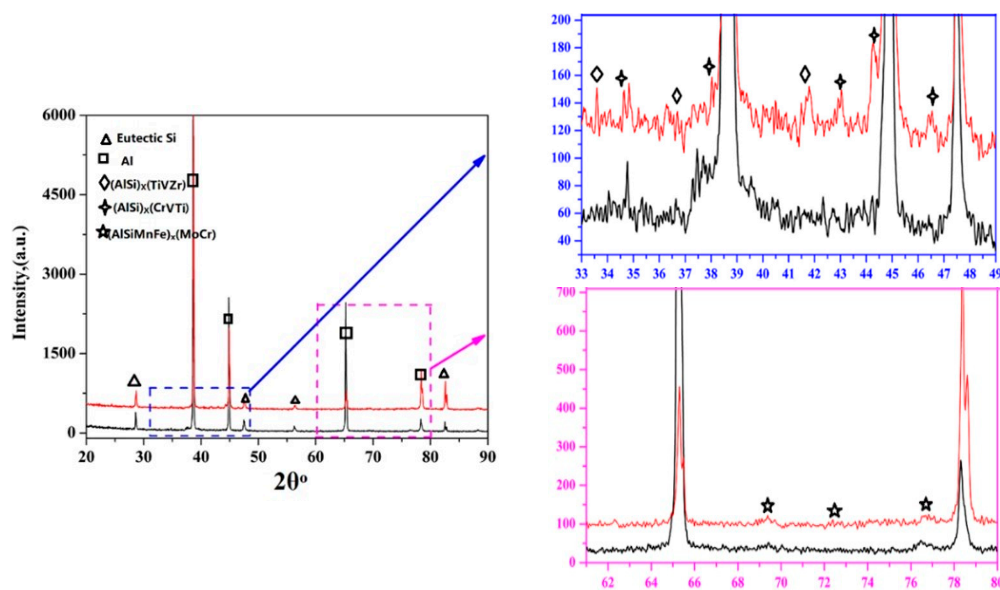 6000
4500
3000
1500
0
Intensity,(a.u.)
20 30 40 50 60 70 80 90
2θ°
Eutectic Si
Al
(AlSi)x(TiVZr)
(AlSi)x(CrVTi)
(AlSiMnFe)x(MoCr)
200
180
160
140
120
100
80
60
40
33 34 35 36 37 38 39 40 41 42 43 44 45 46 47 48 49
700
600
500
400
300
200
100
0
62 64 66 68 70 72 74 76 78 80